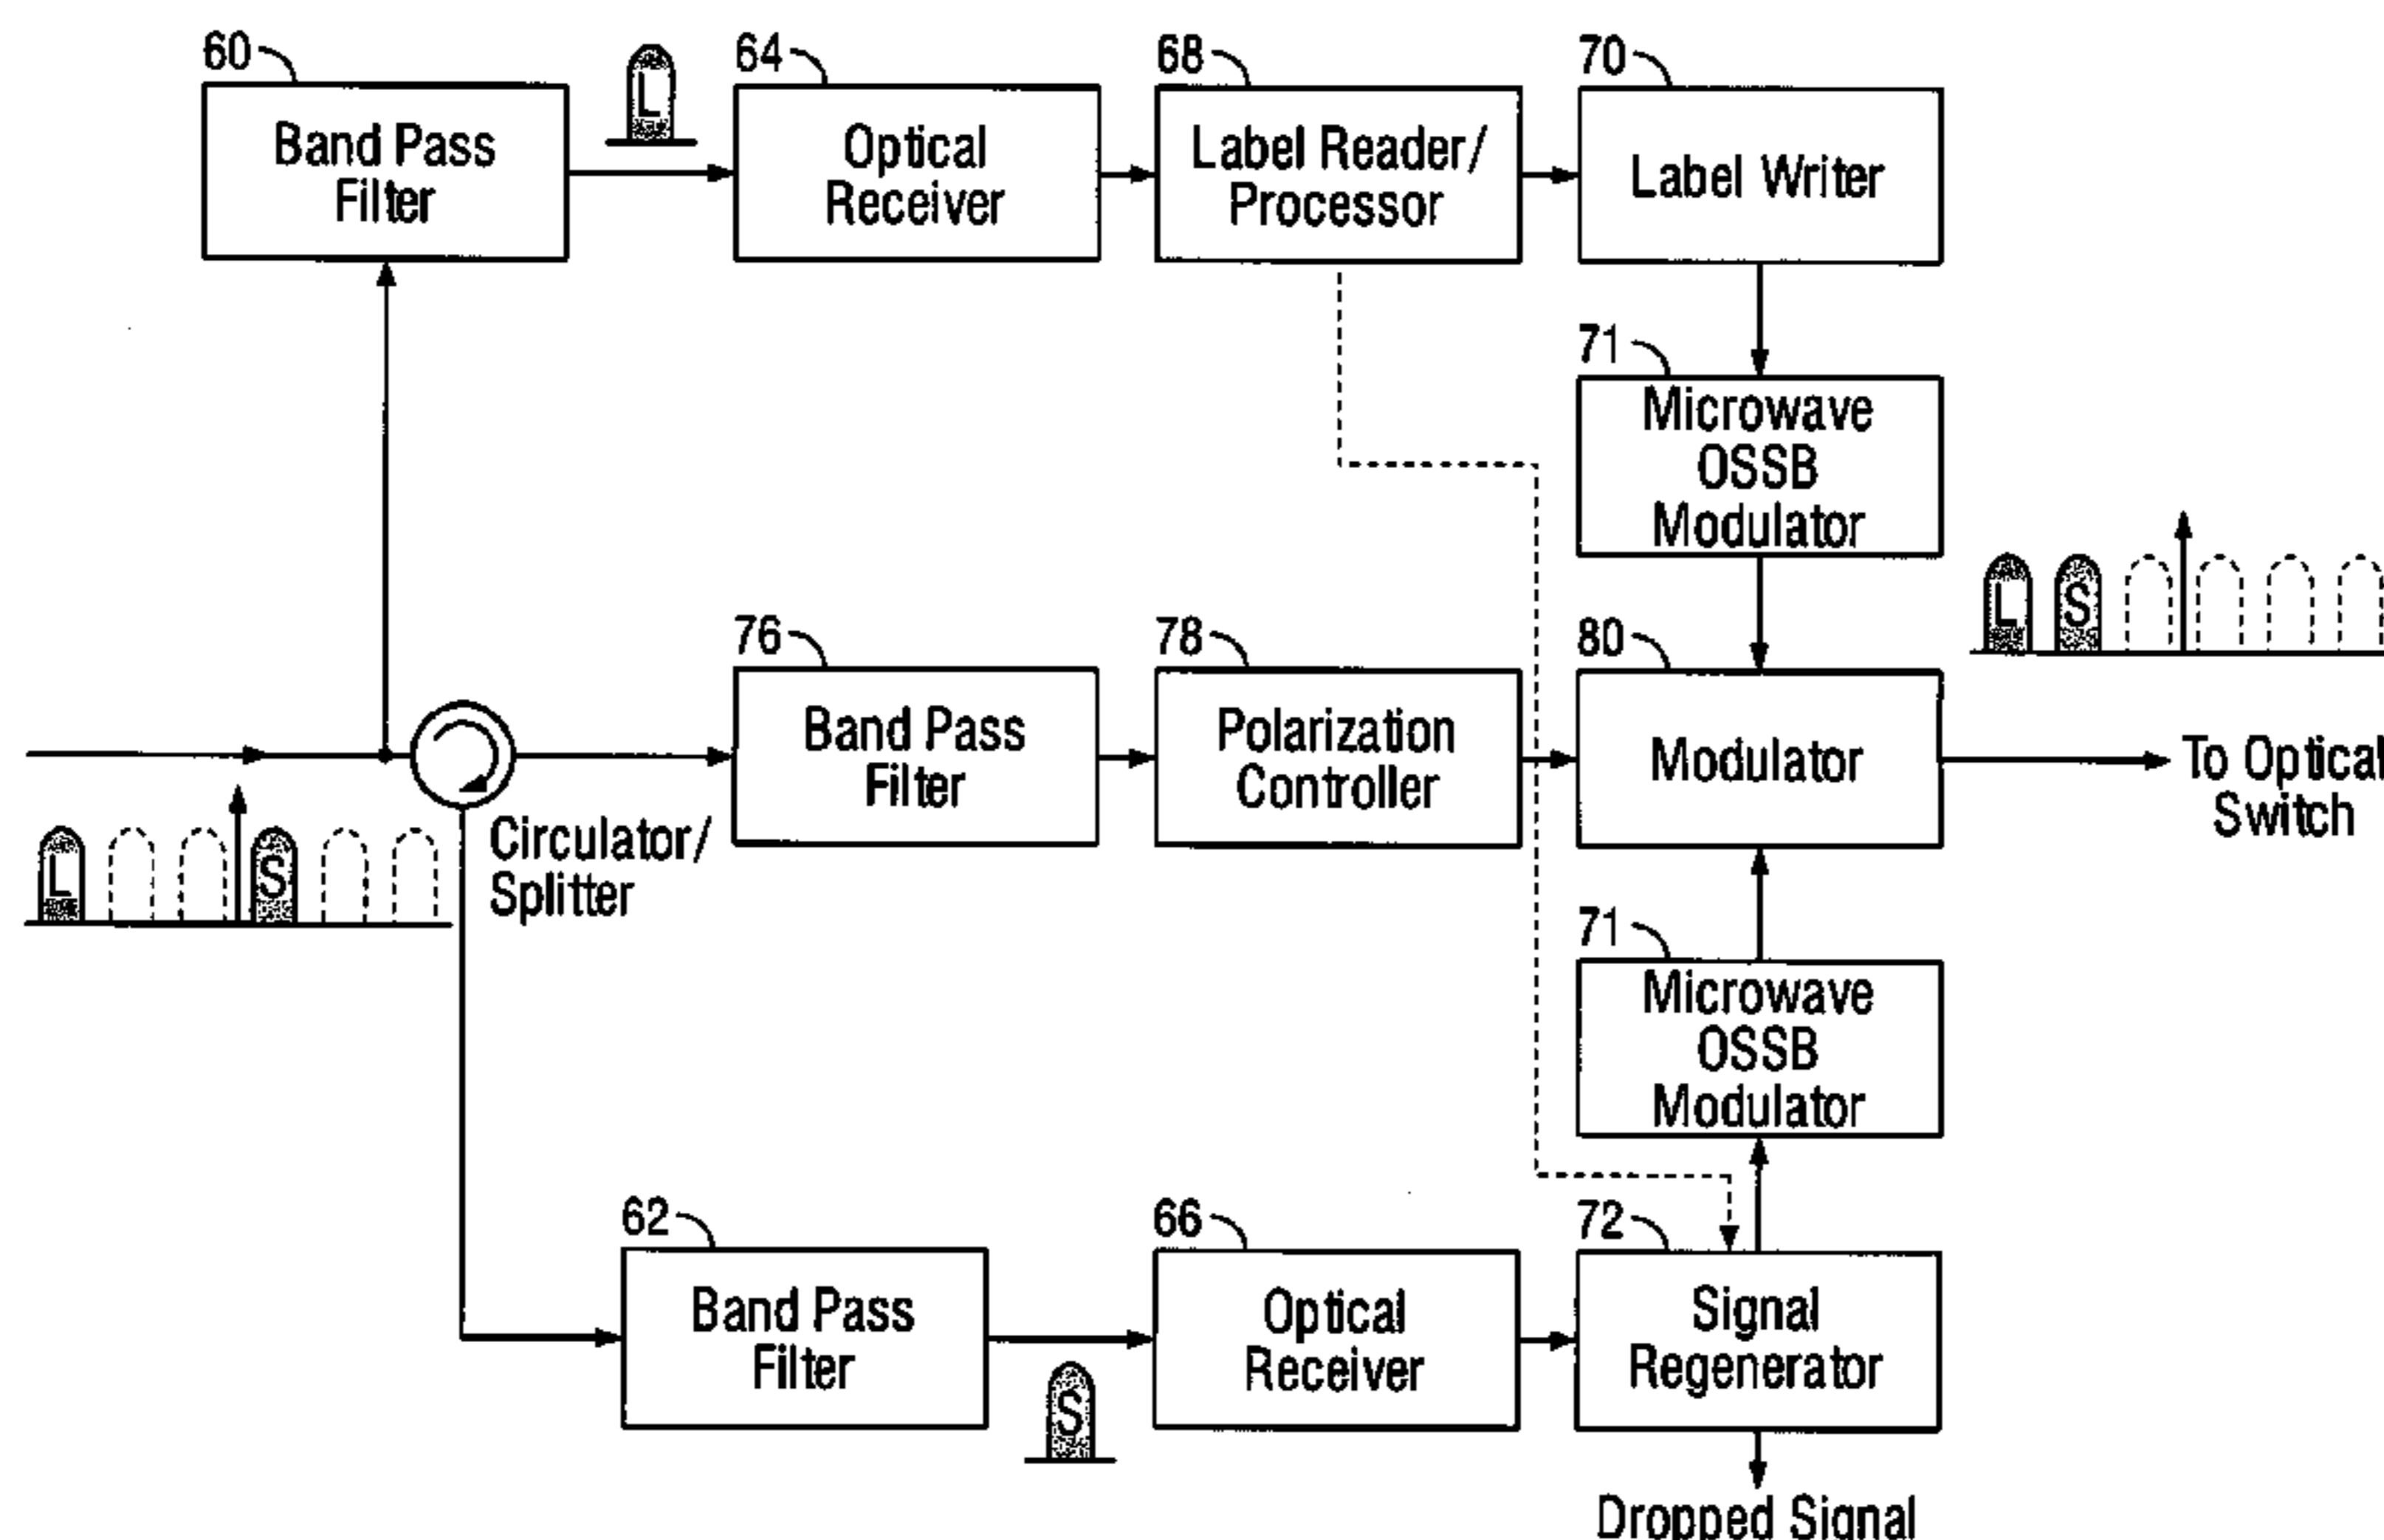 60
L
64
68
70
Band Pass
Filter
Optical
Receiver
Label Reader/
Processor
Label Writer
71
Microwave
OSSB
Modulator
76
78
80
L S
Band Pass
Filter
Polarization
Controller
Modulator
To Optical
Switch
L S
Circulator/
Splitter
71
Microwave
OSSB
Modulator
62
66
72
Band Pass
Filter
S
Optical
Receiver
Signal
Regenerator
Dropped Signal